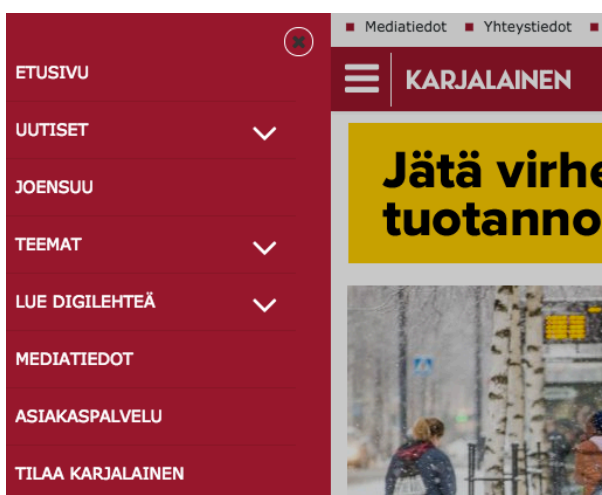 ETUSIVU
UUTISET
JOENSUU
TEEMAT
LUE DIGILEHTEÄ
MEDIATIEDOT
ASIAKASPALVELU
TILAA KARJALAINEN
Mediatiedot Yhteystiedot
KARJALAINEN
Jätä virhe
tuotanno